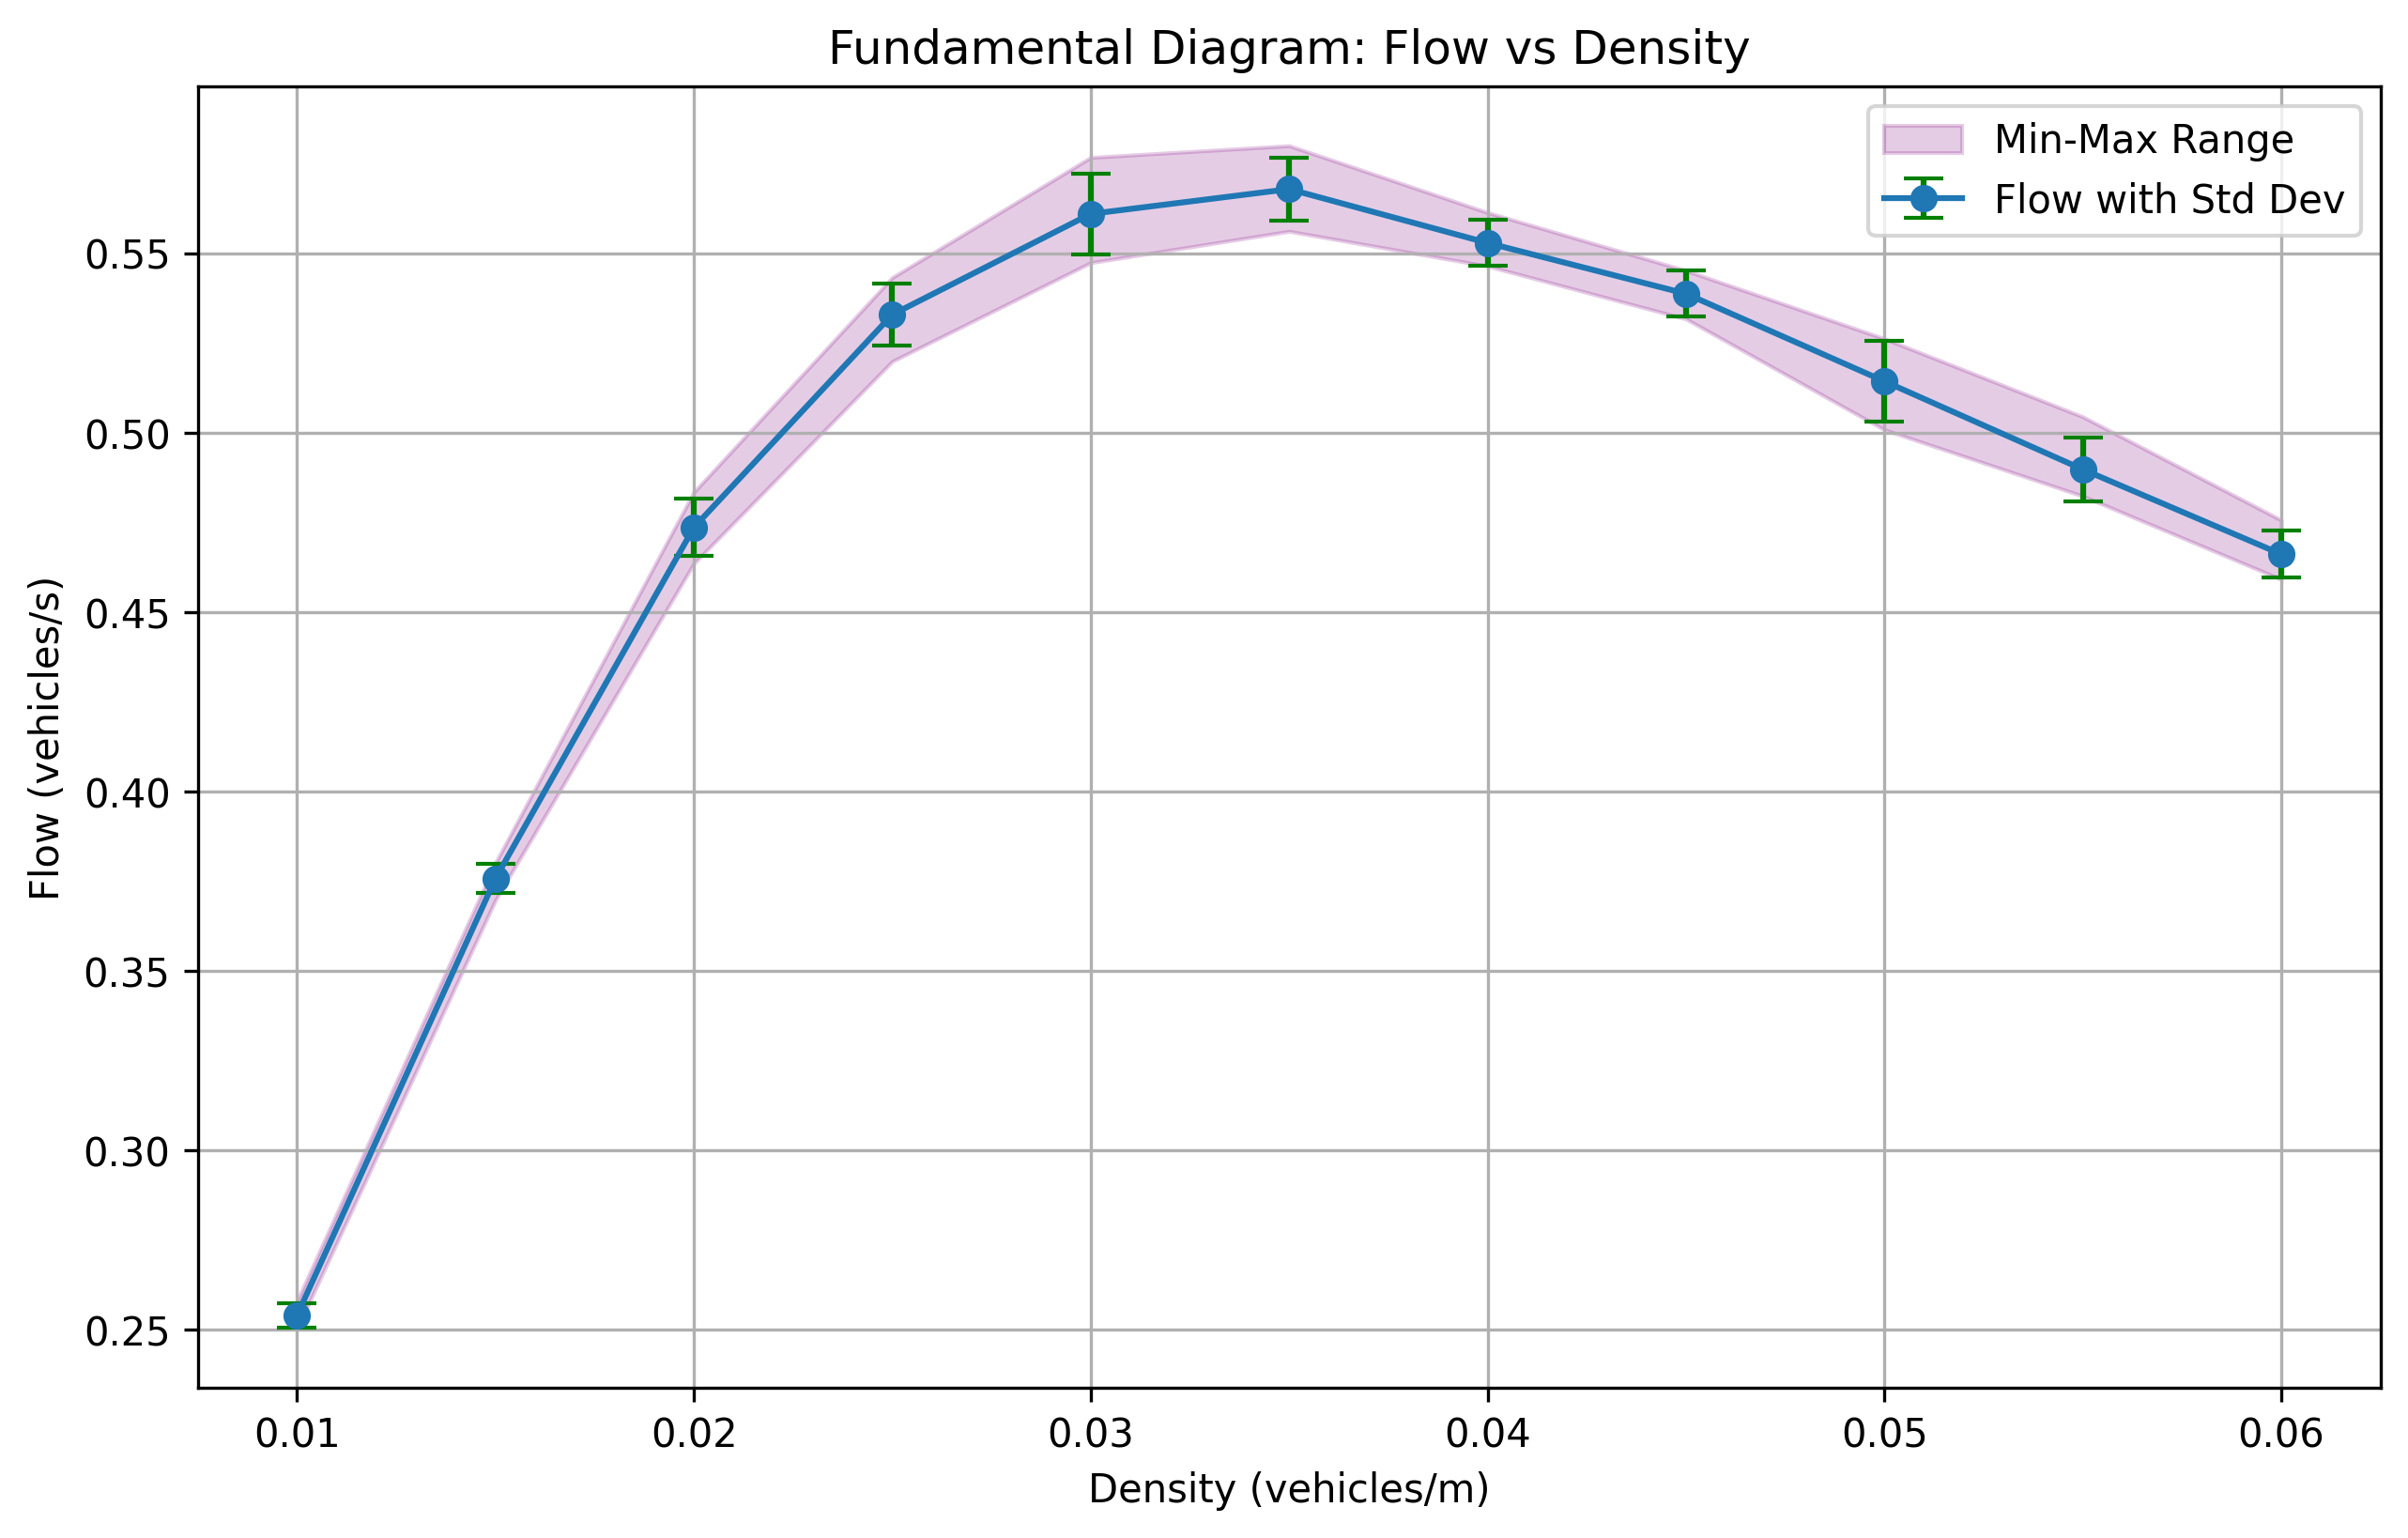 Fundamental Diagram: Flow vs Density
Min-Max Range
Flow with Std Dev
Flow (vehicles/s)
0.55
0.50
0.45
0.40
0.35
0.30
0.25
0.01 0.02 0.03 0.04 0.05 0.06
Density (vehicles/m)